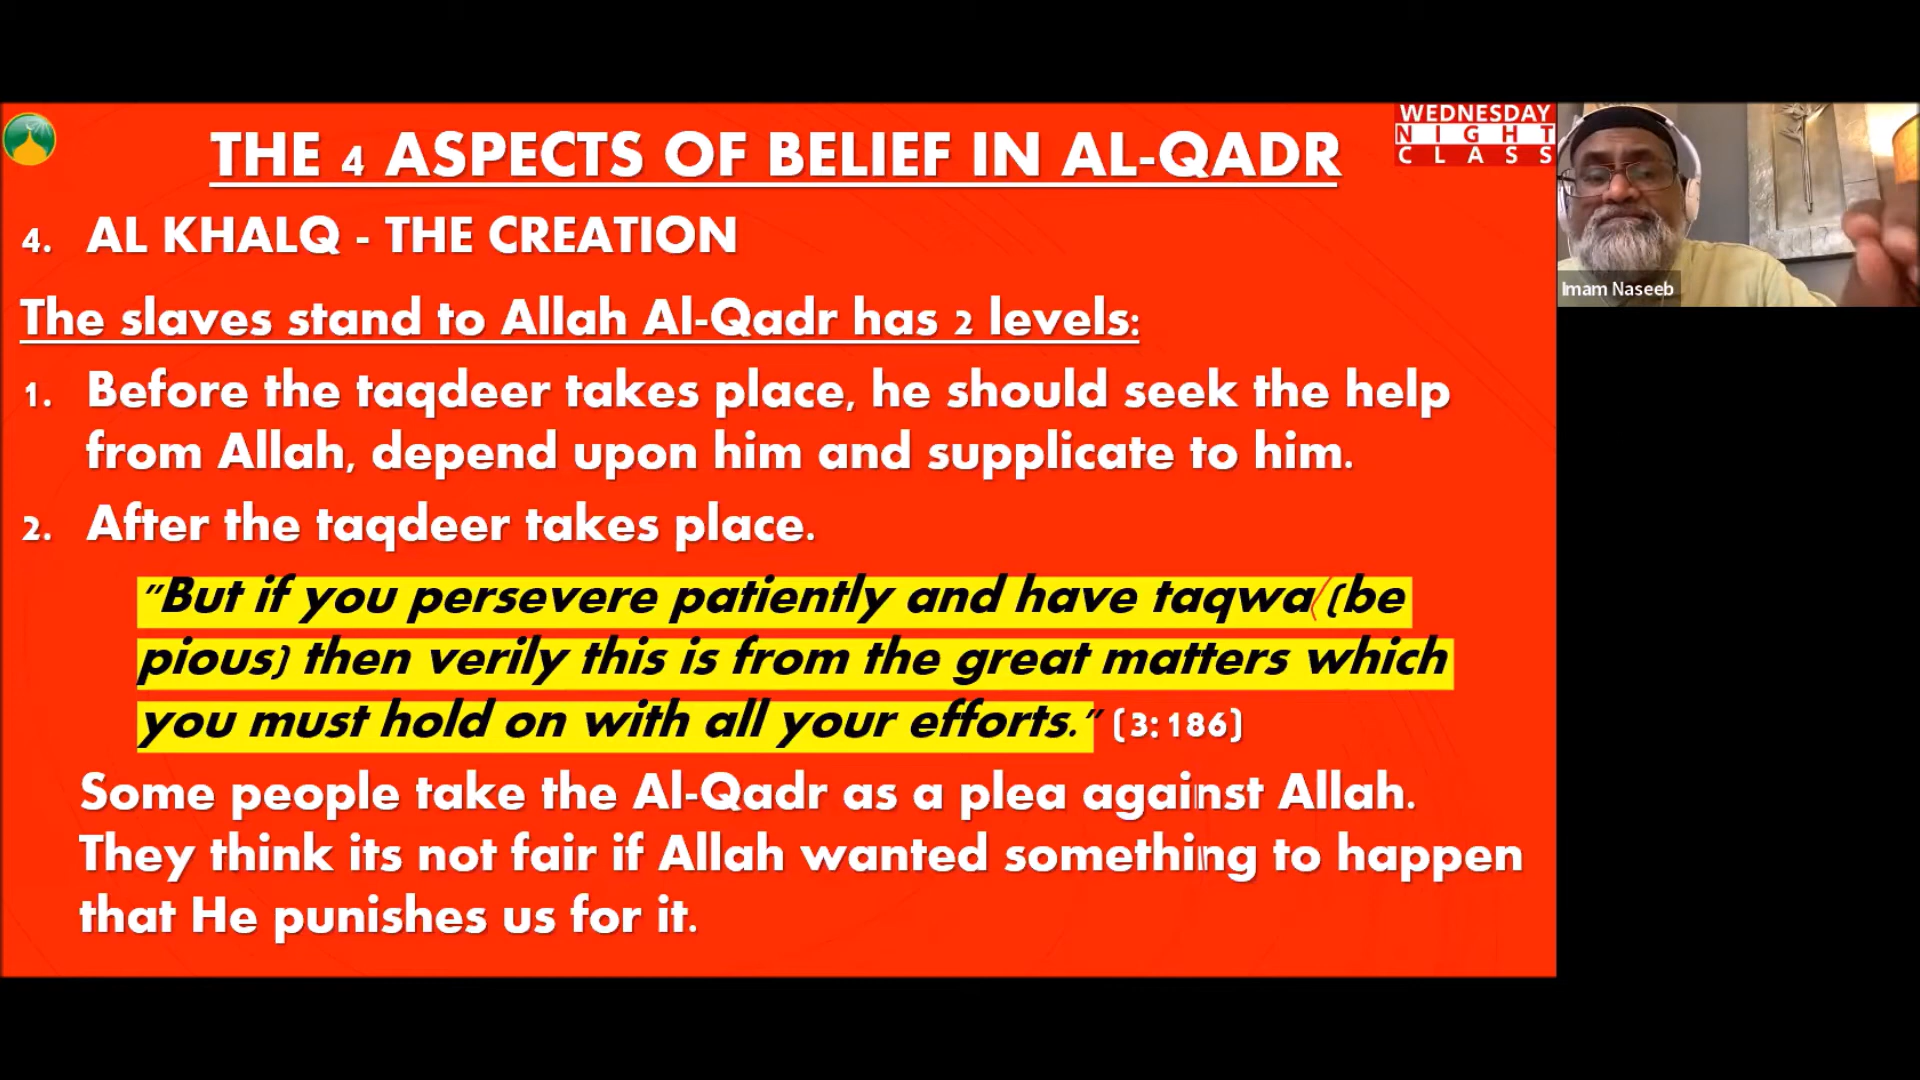 THE 4 ASPECTS OF BELIEF IN AL-QADR
WEDNESDAY
NIGHT
CLASS
4. AL KHALQ - THE CREATION
The slaves stand to Allah Al-Qadr has 2 levels:
1. Before the taqdeer takes place, he should seek the help
from Allah, depend upon him and supplicate to him.
2. After the taqdeer takes place.
"But if you persevere patiently and have taqwa (be
pious) then verily this is from the great matters which
you must hold on with all your efforts." (3:186)
Some people take the Al-Qadr as a plea against Allah.
They think its not fair if Allah wanted something to happen
that He punishes us for it.
Imam Naseeb